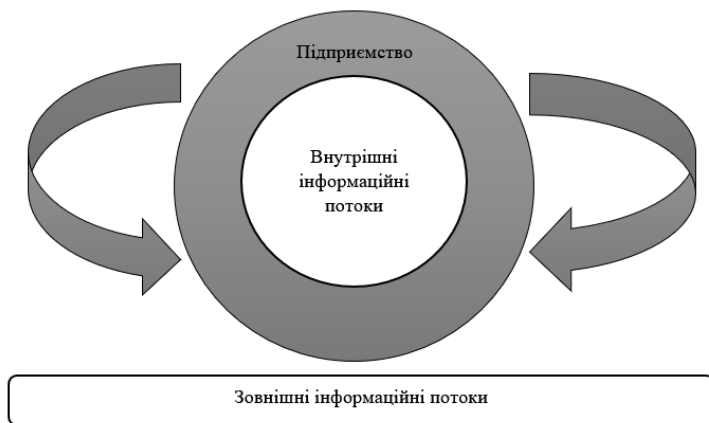 Підприємство
Внутрішні
інформаційні
потоки
Зовнішні інформаційні потоки